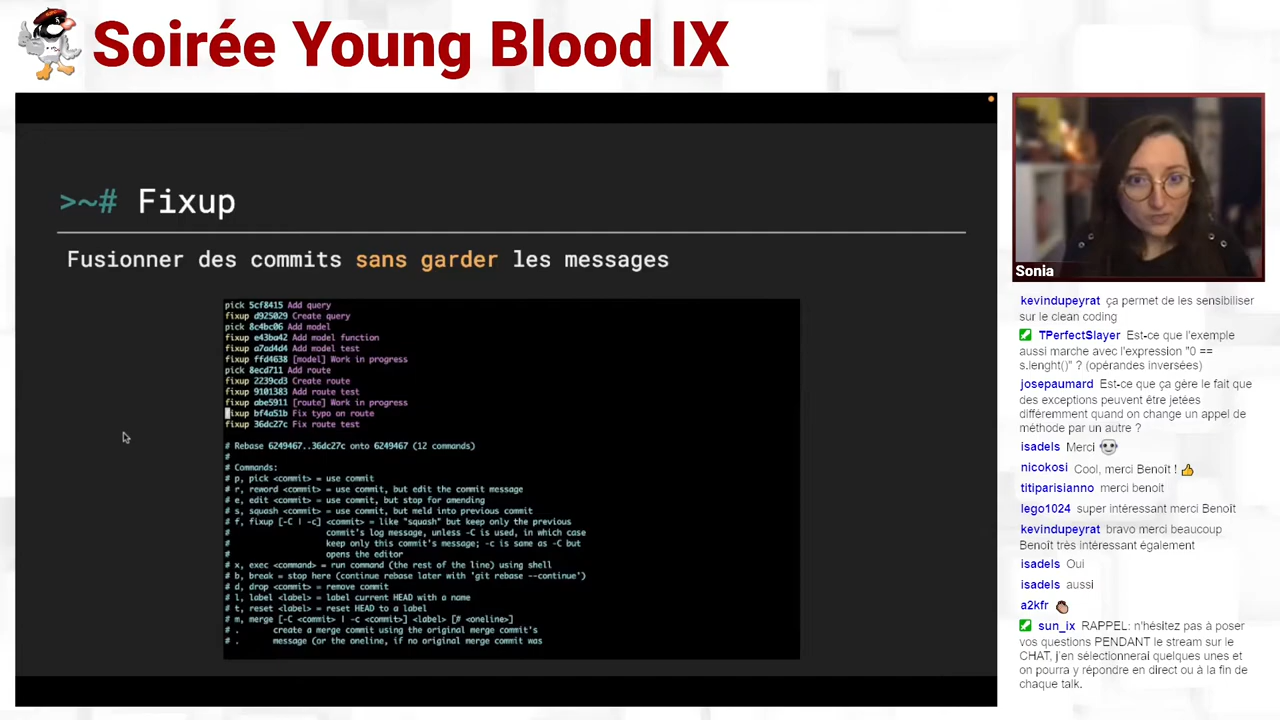 Soirée Young Blood IX
>~# Fixup
Fusionner des commits sans garder les messages
pick 5cf8415 Add query
fixup d925029 Create query
pick 8c4bc06 Add model
fixup e43ba42 Add model function
fixup a7ad4d4 Add model test
fixup ffd4638 [model] Work in progress
pick 8ecd711 Add route
fixup 2239cd3 Create route
fixup 9101383 Add route test
fixup abe5911 [route] Work in progress
fixup bf4a51b Fix typo on route
fixup 36dc27c Fix route test
# Rebase 6249467..36dc27c onto 6249467 (12 commands)
#
# Commands:
# p, pick <commit> = use commit
# r, reword <commit> = use commit, but edit the commit message
# e, edit <commit> = use commit, but stop for amending
# s, squash <commit> = use commit, but meld into previous commit
# f, fixup [-C | -c] <commit> = like "squash" but keep only the previous
# commit's log message, unless -C is used, in which case
# keep only this commit's message; -c is same as -C but
# opens the editor
# x, exec <command> = run command (the rest of the line) using shell
# b, break = stop here (continue rebase later with 'git rebase --continue')
# d, drop <commit> = remove commit
# l, label <label> = label current HEAD with a name
# t, reset <label> = reset HEAD to a label
# m, merge [-C <commit> | -c <commit>] <label> [# <oneline>]
# . create a merge commit using the original merge commit's
# . message (or the oneline, if no original merge commit was
Sonia
kevindupeyrat ça permet de les sensibiliser
sur le clean coding
TPerfectSlayer Est-ce que l'exemple
aussi marche avec l'expression "0 ==
s.lenght()" ? (opérandes inversées)
josepaumard Est-ce que ça gère le fait que
des exceptions peuvent être jetées
différemment quand on change un appel de
méthode par un autre ?
isadels Merci
nicokosi Cool, merci Benoit !
titiparisianno merci benoit
lego1024 super intéressant merci Benoît
kevindupeyrat bravo merci beaucoup
Benoît très intéressant également
isadels Oui
isadels aussi
a2kfr
sun_ix RAPPEL: n'hésitez pas à poser
vos questions PENDANT le stream sur le
CHAT, j'en sélectionnerai quelques unes et
on pourra y répondre en direct ou à la fin de
chaque talk.